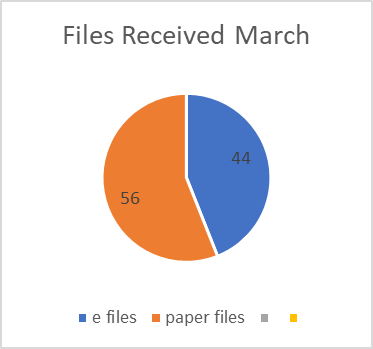 Files Received March
44
56
e files paper files